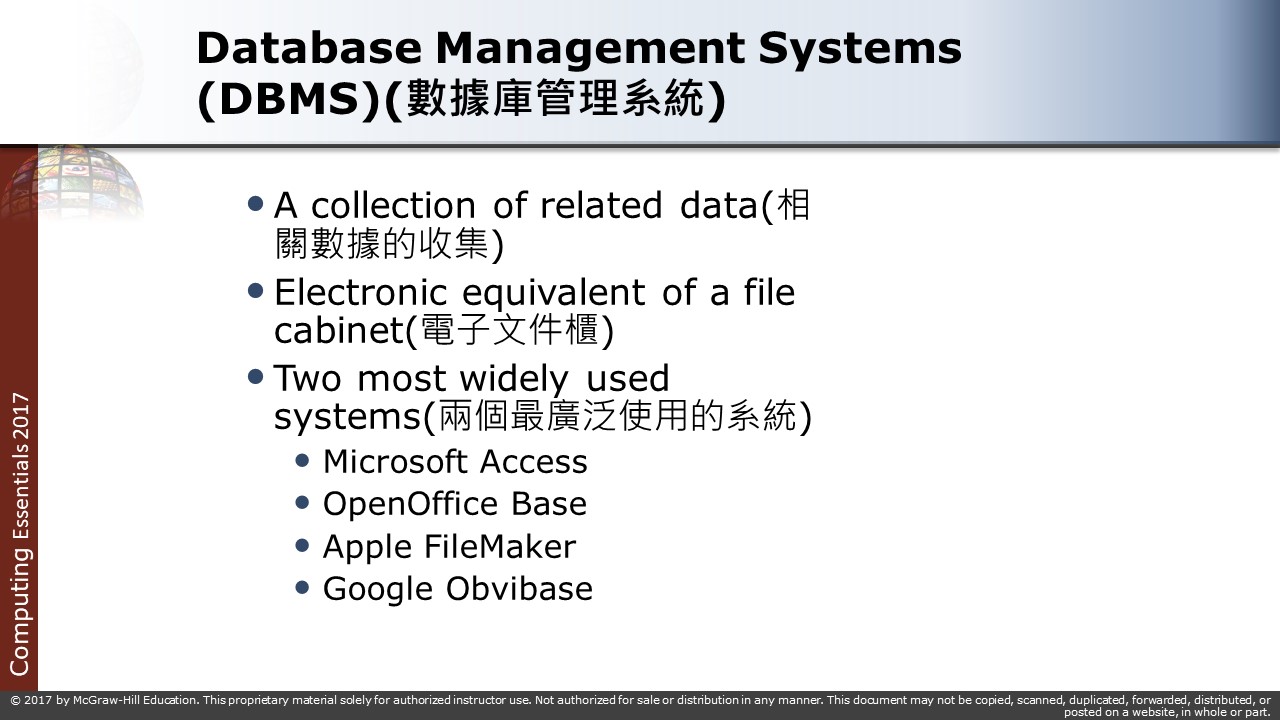 Database Management Systems
(DBMS)(數據庫管理系統)
• A collection of related data(相
關數據的收集)
• Electronic equivalent of a file
cabinet(電子文件櫃)
• Two most widely used
systems(兩個最廣泛使用的系統)
• Microsoft Access
• OpenOffice Base
• Apple FileMaker
• Google Obvibase
Computing Essentials 2017
© 2017 by McGraw-Hill Education. This proprietary material solely for authorized instructor use. Not authorized for sale or distribution in any manner. This document may not be copied, scanned, duplicated, forwarded, distributed, or
posted on a website, in whole or part.